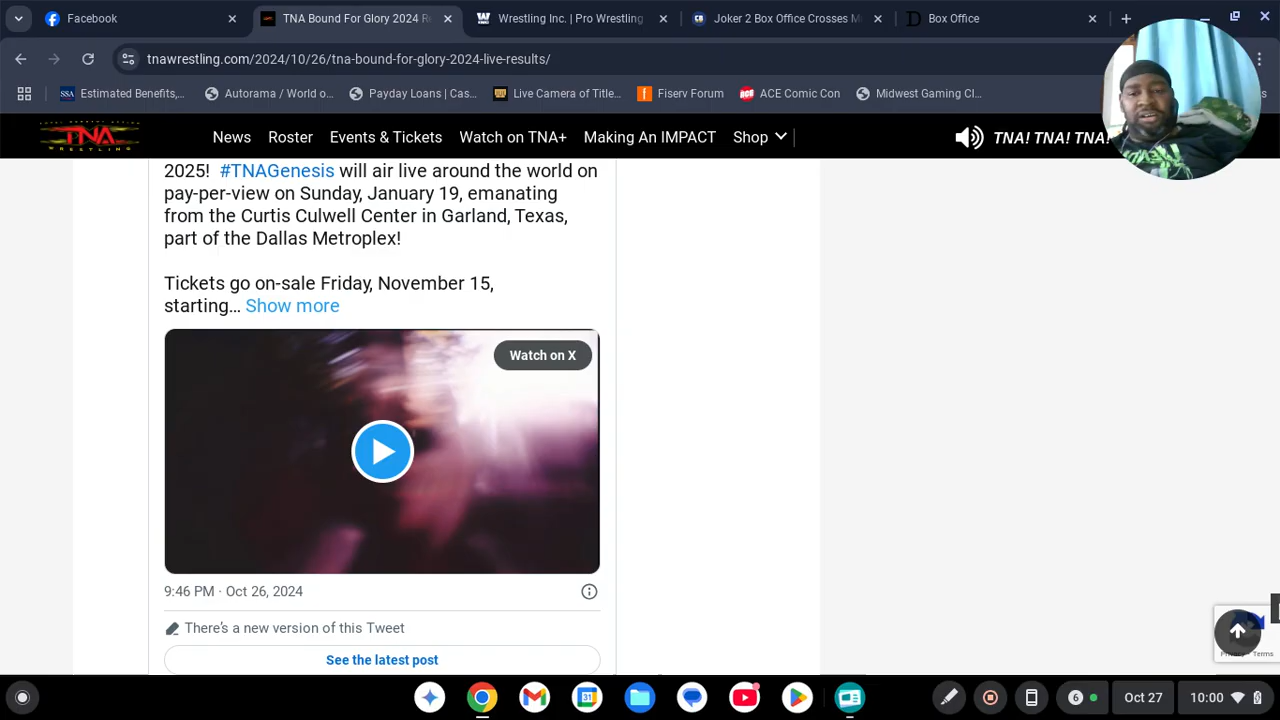 Facebook
TNA Bound For Glory 2024 Re
Wrestling Inc. | Pro Wrestling
Joker 2 Box Office Crosses M
Box Office
tnawrestling.com/2024/10/26/tna-bound-for-glory-2024-live-results/
Estimated Benefits,...
Autorama / World o...
Payday Loans | Cas...
Live Camera of Title...
Fiserv Forum
ACE Comic Con
Midwest Gaming Cl...
TNA
WRESTLING
News
Roster
Events & Tickets
Watch on TNA+
Making An IMPACT
Shop
TNA! TNA! TNA!
2025! #TNAGenesis will air live around the world on
pay-per-view on Sunday, January 19, emanating
from the Curtis Culwell Center in Garland, Texas,
part of the Dallas Metroplex!
Tickets go on-sale Friday, November 15,
starting... Show more
Watch on X
9:46 PM · Oct 26, 2024
There's a new version of this Tweet
See the latest post
Privacy - Terms
6
Oct 27
10:00